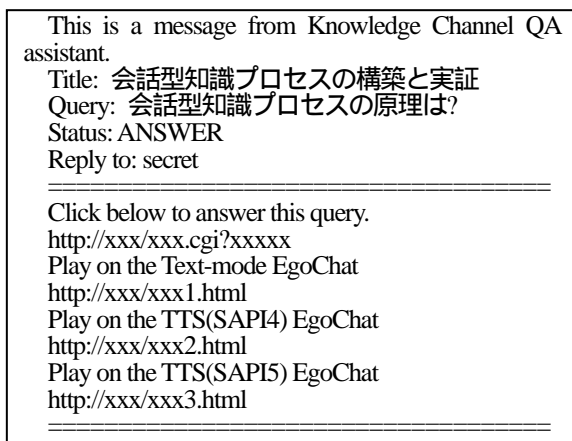 This is a message from Knowledge Channel QA
assistant.
Title: 会話型知識プロセスの構築と実証
Query: 会話型知識プロセスの原理は?
Status: ANSWER
Reply to: secret
==========================================
Click below to answer this query.
http://xxx/xxx.cgi?xxxxx
Play on the Text-mode EgoChat
http://xxx/xxx1.html
Play on the TTS(SAPI4) EgoChat
http://xxx/xxx2.html
Play on the TTS(SAPI5) EgoChat
http://xxx/xxx3.html
==========================================